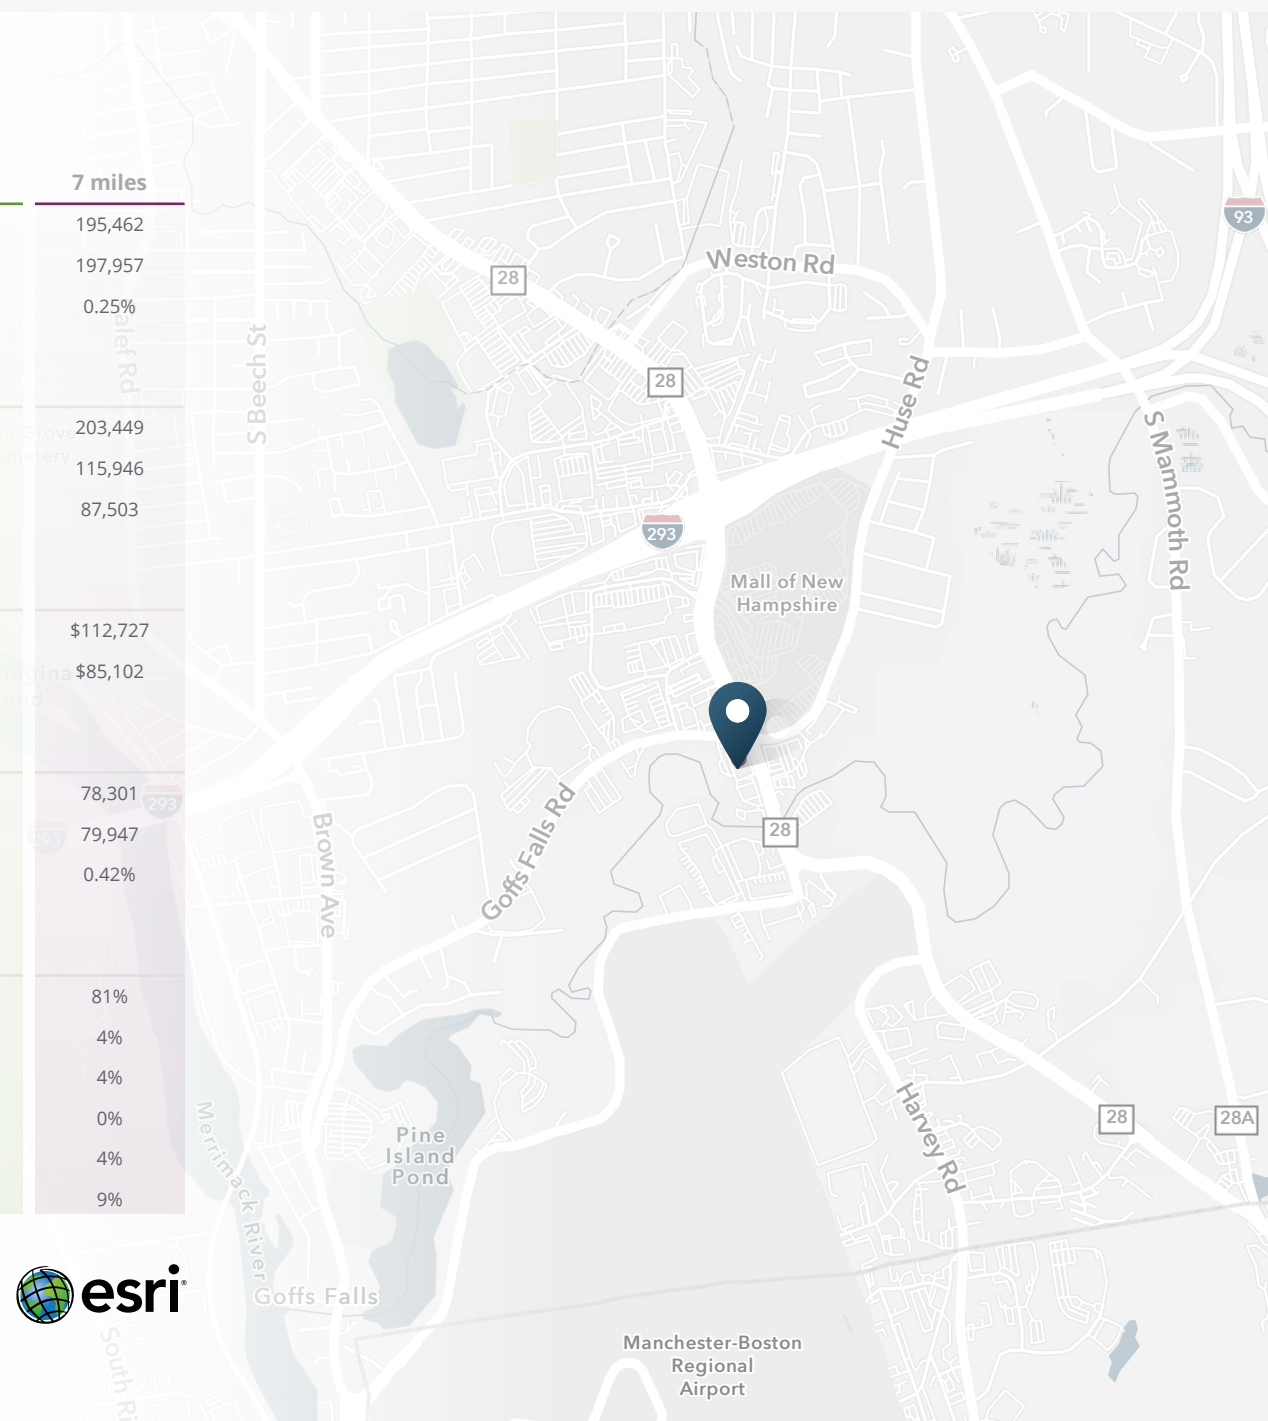 7 miles
195,462
197,957
0.25%
203,449
115,946
87,503
$112,727
$85,102
78,301
79,947
0.42%
81%
4%
4%
0%
4%
9%
esri
93
Weston Rd
28
28
S Beech St
Huse Rd
S Mammoth Rd
293
Mall of New
Hampshire
293
293
28
Brown Ave
Goffs Falls Rd
28
28A
Harvey Rd
Merrimack River
Pine
Island
Pond
Goffs Falls
Manchester-Boston
Regional
Airport